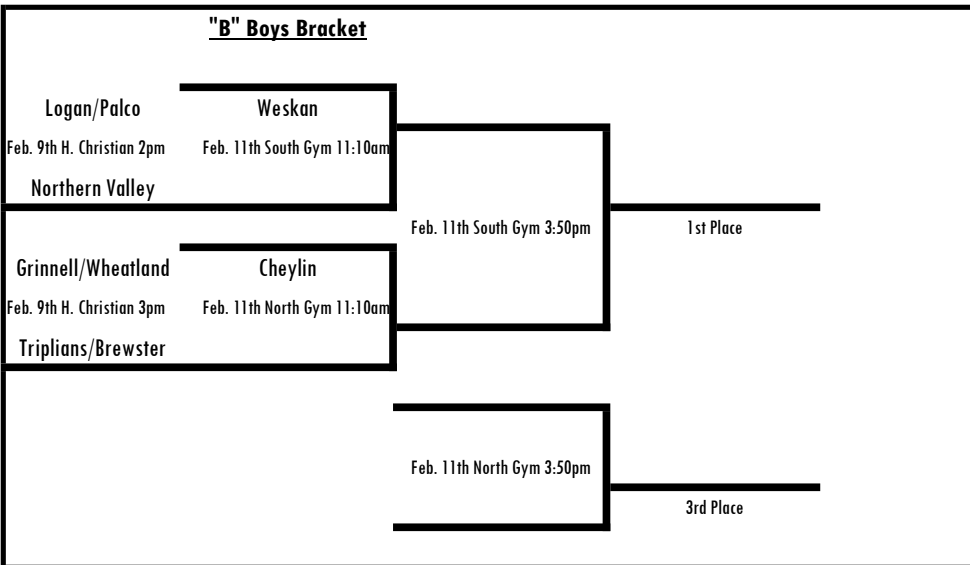 "B" Boys Bracket
Logan/Palco
Weskan
Feb. 9th H. Christian 2pm
Feb. 11th South Gym 11:10am
Northern Valley
Feb. 11th South Gym 3:50pm
1st Place
Grinnell/Wheatland
Cheylin
Feb. 9th H. Christian 3pm
Feb. 11th North Gym 11:10am
Triplians/Brewster
Feb. 11th North Gym 3:50pm
3rd Place